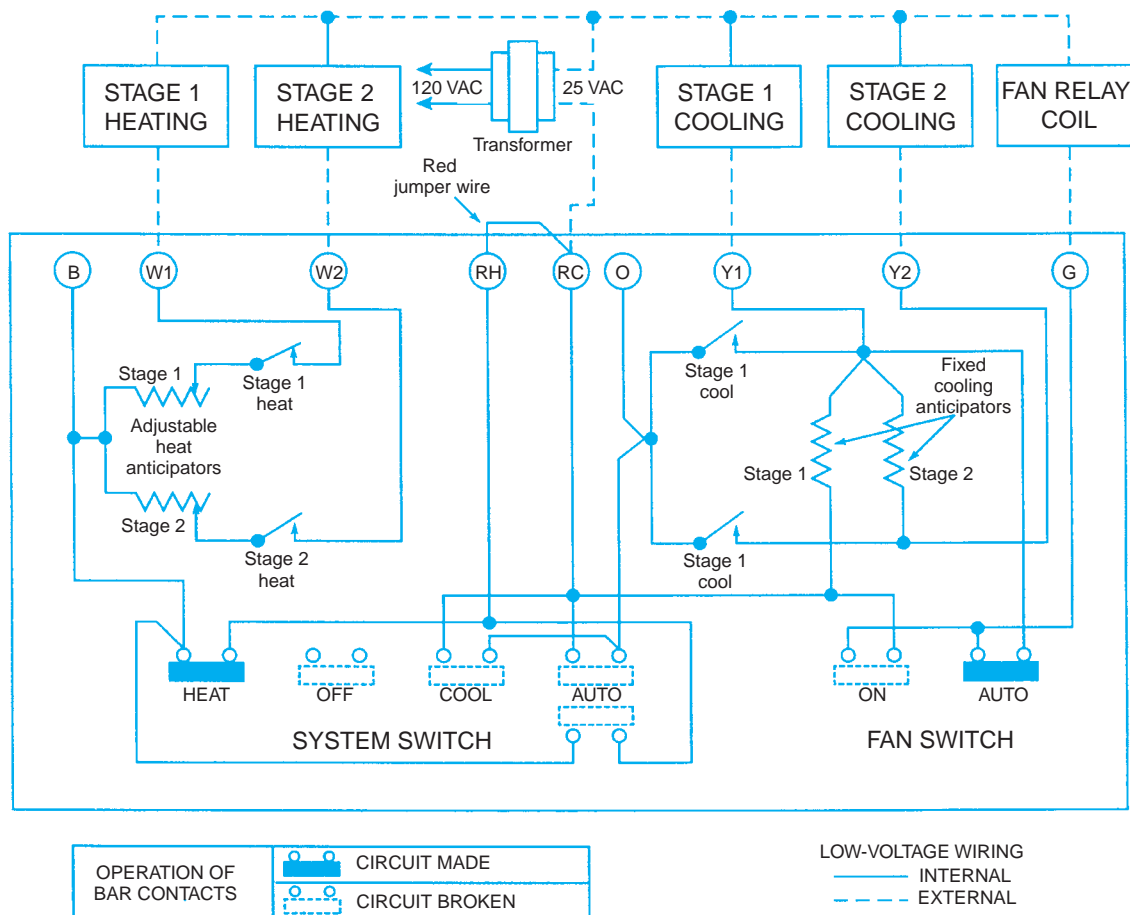 STAGE 1
HEATING
STAGE 2
HEATING
120 VAC
25 VAC
Transformer
STAGE 1
COOLING
STAGE 2
COOLING
FAN RELAY
COIL
Red
jumper wire
B
W1
W2
RH
RC
O
Y1
Y2
G
Stage 1
Adjustable
heat
anticipators
Stage 2
Stage 1
heat
Stage 2
heat
Stage 1
cool
Stage 1
cool
Fixed
cooling
anticipators
Stage 1
Stage 2
HEAT
OFF
COOL
AUTO
ON
AUTO
SYSTEM SWITCH
FAN SWITCH
OPERATION OF
BAR CONTACTS
CIRCUIT MADE
CIRCUIT BROKEN
LOW-VOLTAGE WIRING
INTERNAL
EXTERNAL